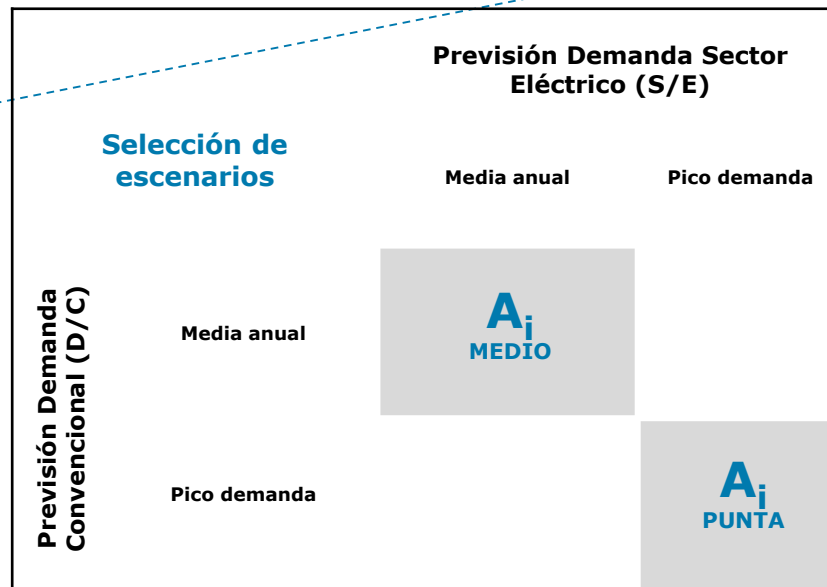 Previsión Demanda Sector
Eléctrico (S/E)
Selección de
escenarios
Media anual
Pico demanda
Previsión Demanda
Convencional (D/C)
Media anual
Ai
MEDIO
Pico demanda
Ai
PUNTA